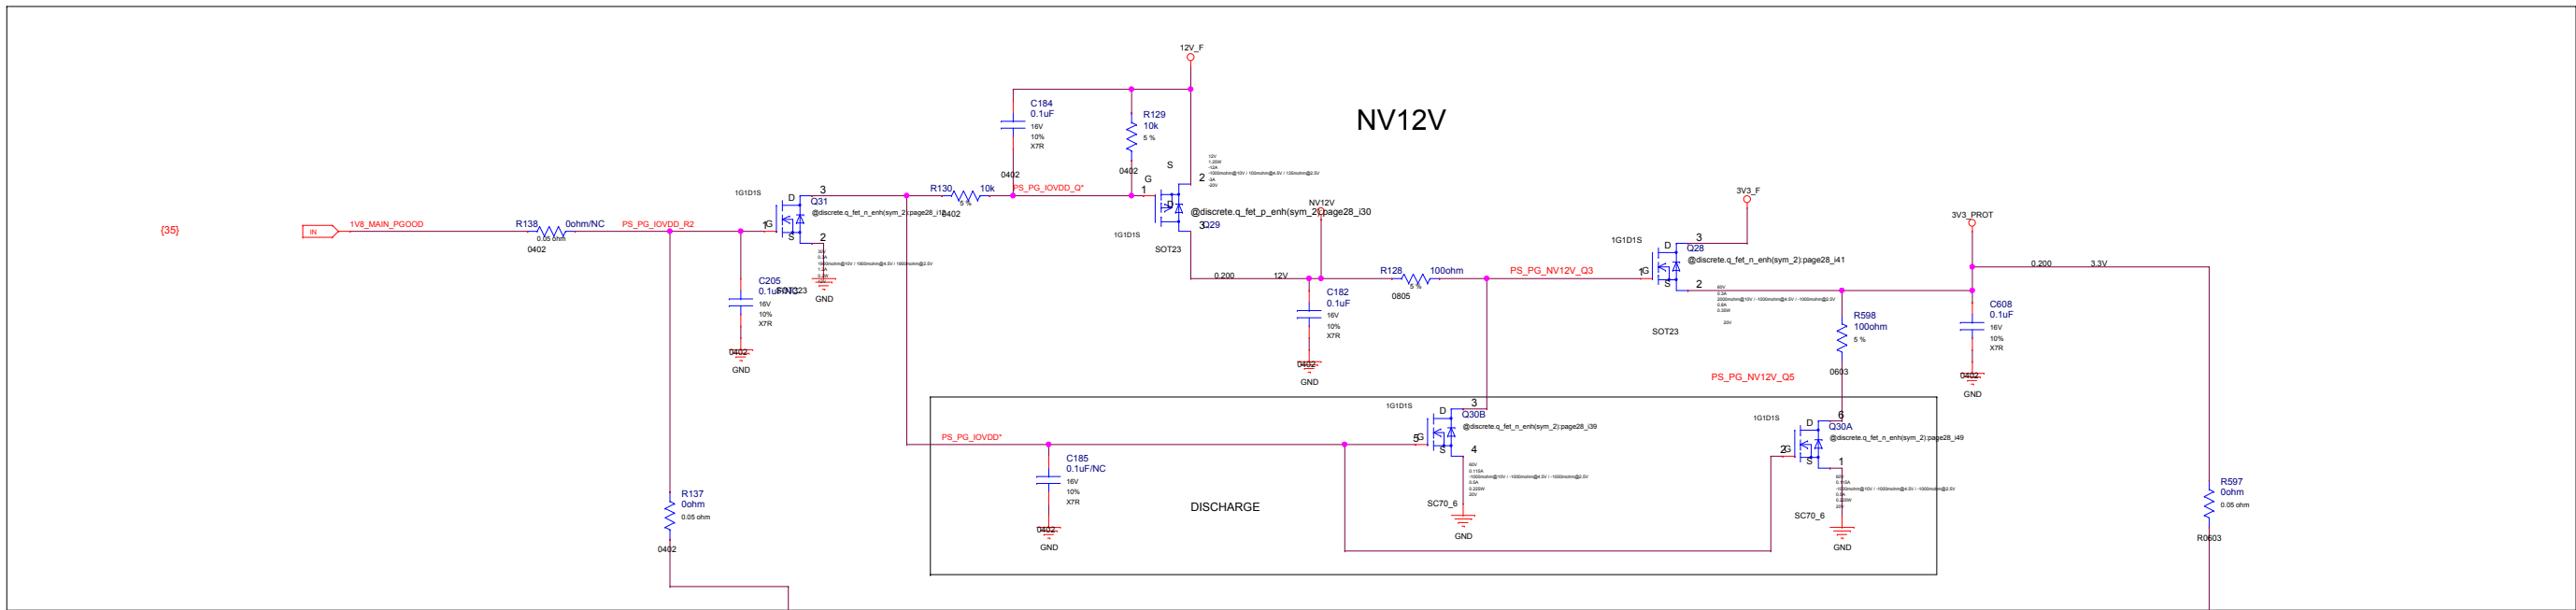 NV12V
{35}
IN
1V8_MAIN_PGOOD
R138
0ohm/NC
0.05 ohm
0402
PS_PG_IOVDD_R2
C205
0.1uF/NC
16V
10%
X7R
0402
GND
R137
0ohm
0.05 ohm
0402
1G1D1S
D
3
Q31
1
G
S
2
SOT23
GND
R130
10k
5 %
0402
PS_PG_IOVDD_Q*
C184
0.1uF
16V
10%
X7R
0402
12V_F
R129
10k
5 %
0402
S
G
1
D
2
3
@discrete.q_fet_p_enh(sym_2):page28_i30
Q29
1G1D1S
SOT23
0.200
12V
NV12V
C182
0.1uF
16V
10%
X7R
0402
GND
R128
100ohm
5 %
0805
PS_PG_NV12V_Q3
1G1D1S
D
3
Q28
@discrete.q_fet_n_enh(sym_2):page28_i41
1
G
S
2
SOT23
3V3_F
3V3_PROT
0.200
3.3V
C608
0.1uF
16V
10%
X7R
0402
GND
R598
100ohm
5 %
0603
PS_PG_NV12V_Q5
PS_PG_IOVDD*
C185
0.1uF/NC
16V
10%
X7R
0402
GND
DISCHARGE
1G1D1S
D
3
Q30B
@discrete.q_fet_n_enh(sym_2):page28_i39
5
G
S
4
SC70_6
GND
1G1D1S
D
6
Q30A
@discrete.q_fet_n_enh(sym_2):page28_i49
2
G
S
1
SC70_6
GND
R597
0ohm
0.05 ohm
R0603